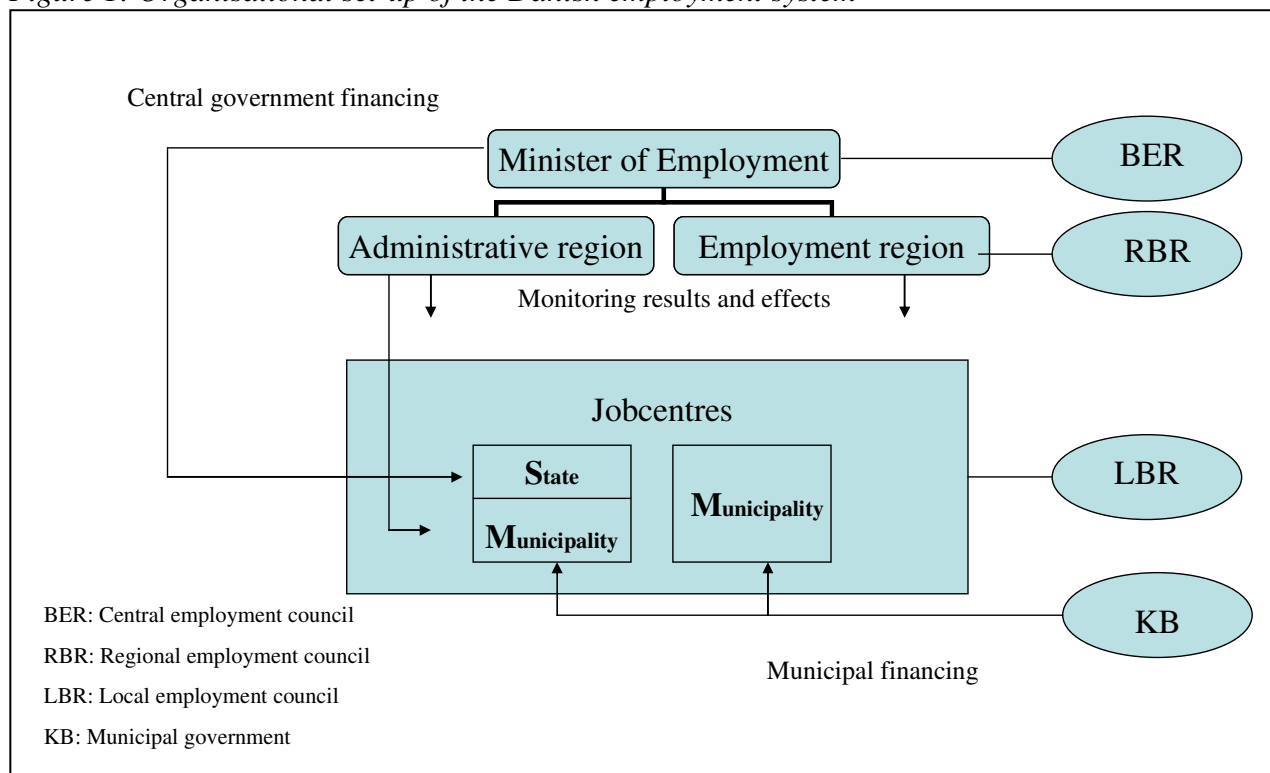 Figure 1: Organisational set-up of the Danish employment system
Central government financing
Minister of Employment
BER
Administrative region
Employment region
RBR
Monitoring results and effects
Jobcentres
State
Municipality
Municipality
LBR
KB
BER: Central employment council
RBR: Regional employment council
LBR: Local employment council
KB: Municipal government
Municipal financing